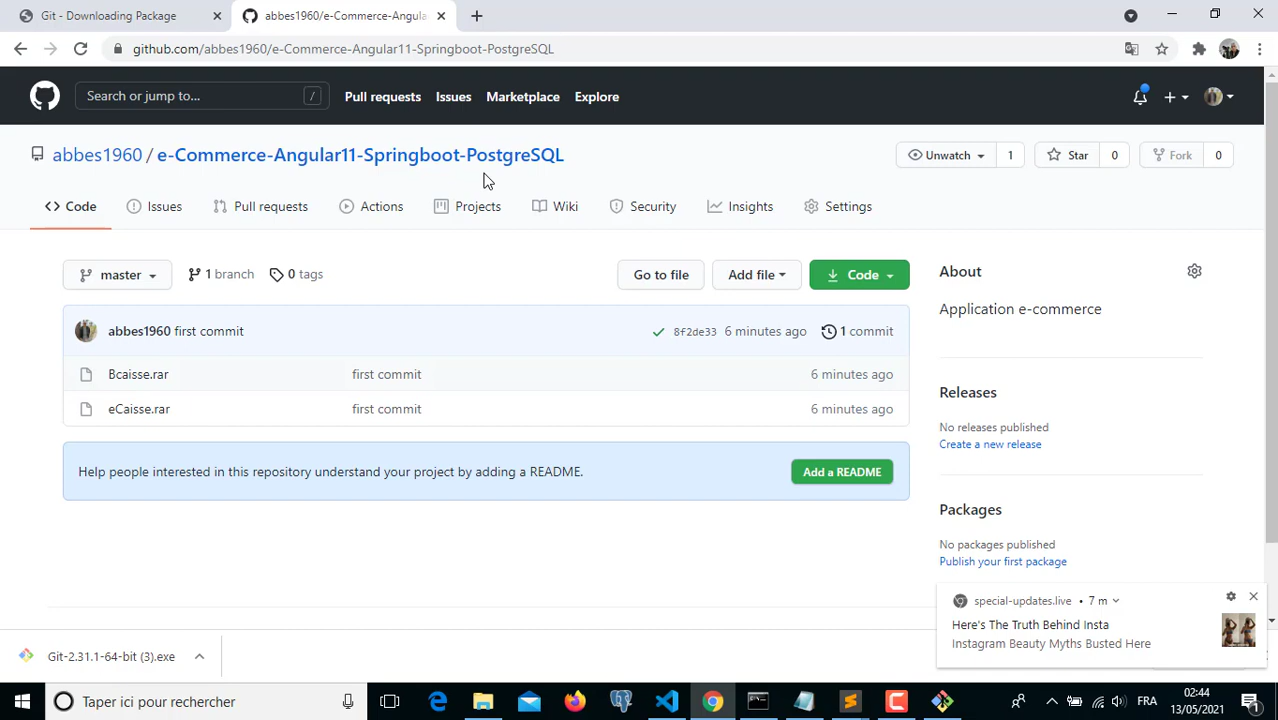 Git - Downloading Package
abbes1960/e-Commerce-Angula
github.com/abbes1960/e-Commerce-Angular11-Springboot-PostgreSQL
Search or jump to... /
Pull requests Issues Marketplace Explore
abbes1960 / e-Commerce-Angular11-Springboot-PostgreSQL
Unwatch 1 Star 0 Fork 0
Code Issues Pull requests Actions Projects Wiki Security Insights Settings
master 1 branch 0 tags Go to file Add file Code
abbes1960 first commit 8f2de33 6 minutes ago 1 commit
Bcaisse.rar first commit 6 minutes ago
eCaisse.rar first commit 6 minutes ago
Help people interested in this repository understand your project by adding a README. Add a README
About
Application e-commerce
Releases
No releases published
Create a new release
Packages
No packages published
Publish your first package
special-updates.live • 7 m
Here's The Truth Behind Insta
Instagram Beauty Myths Busted Here
Git-2.31.1-64-bit (3).exe
Taper ici pour rechercher
FRA
02:44
13/05/2021
1